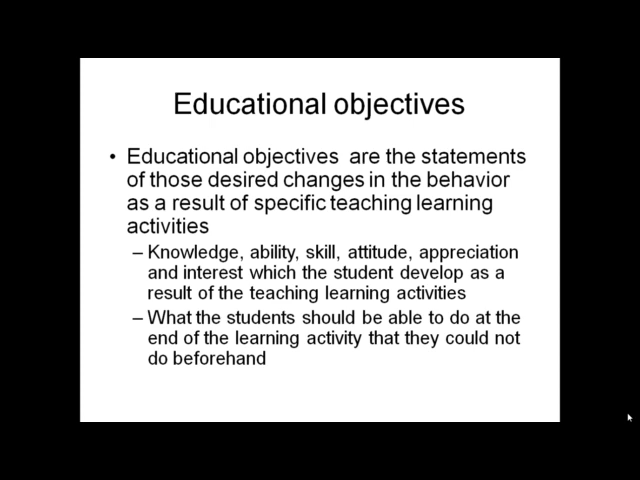 Educational objectives
• Educational objectives are the statements
of those desired changes in the behavior
as a result of specific teaching learning
activities
– Knowledge, ability, skill, attitude, appreciation
and interest which the student develop as a
result of the teaching learning activities
– What the students should be able to do at the
end of the learning activity that they could not
do beforehand